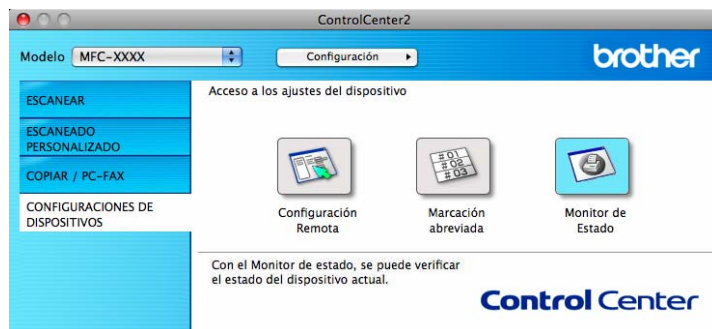 ControlCenter2
Modelo MFC-XXXX Configuración
brother
ESCANEAR
ESCANEADO
PERSONALIZADO
COPIAR / PC-FAX
CONFIGURACIONES DE
DISPOSITIVOS
Acceso a los ajustes del dispositivo
# 01
# 02
# 03
Configuración
Remota
Marcación
abreviada
Monitor de
Estado
Con el Monitor de estado, se puede verificar
el estado del dispositivo actual.
Control Center